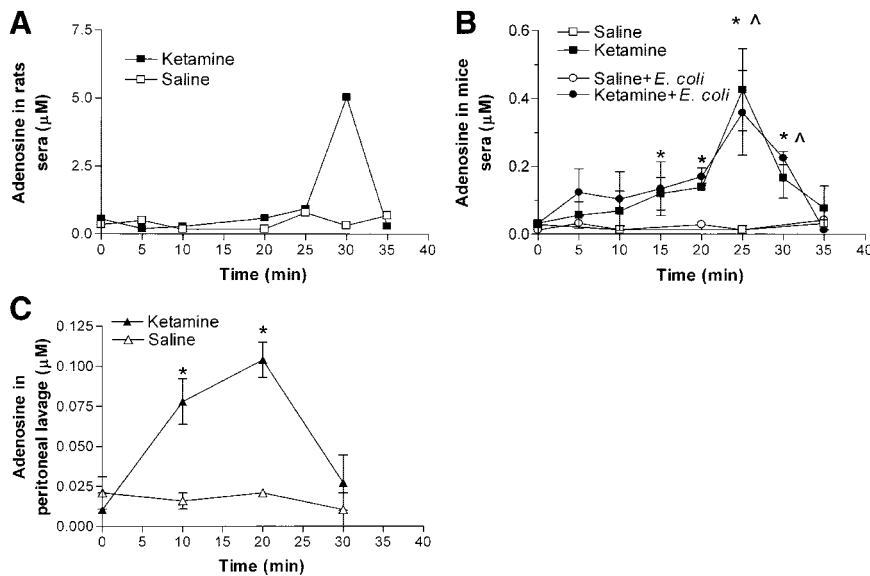 A
Adenosine in rats
sera (µM)
7.5
5.0
2.5
0.0
Ketamine
Saline
0 5 10 15 20 25 30 35 40
Time (min)
B
Adenosine in mice
sera (µM)
0.6
0.4
0.2
0.0
Saline
Ketamine
Saline+E. coli
Ketamine+E. coli
* ^
* ^
*
*
0 5 10 15 20 25 30 35 40
Time (min)
C
Adenosine in
peritoneal lavage (µM)
0.125
0.100
0.075
0.050
0.025
0.000
Ketamine
Saline
*
*
0 5 10 15 20 25 30 35 40
Time (min)